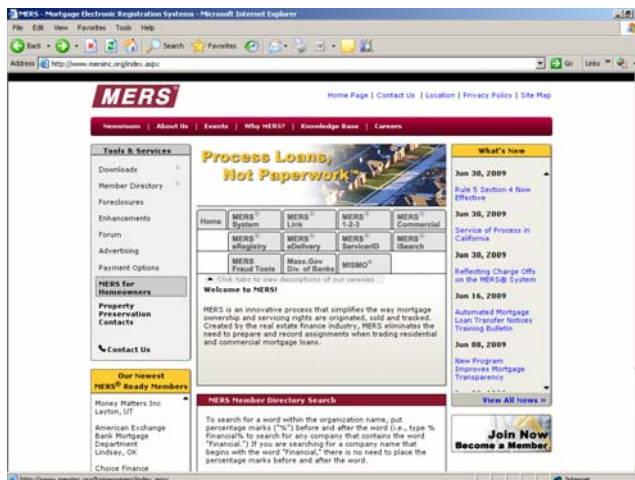 MERS - Mortgage Electronic Registration Systems - Microsoft Internet Explorer
File Edit View Favorites Tools Help
Back Search Favorites
Address http://www.mersinc.org/index.aspx Go Links
MERS®
Home Page | Contact Us | Location | Privacy Policy | Site Map
Newsroom | About Us | Events | Why MERS? | Knowledge Base | Careers
Tools & Services
Downloads
Member Directory
Foreclosures
Enhancements
Forum
Advertising
Payment Options
MERS for
Homeowners
Property
Preservation
Contacts
Contact Us
Our Newest
MERS® Ready Members
Money Matters Inc
Layton, UT
American Exchange
Bank Mortgage
Department
Lindsay, OK
Choice Finance
Process Loans,
Not Paperwork™
Home
MERS® System
MERS® Link
MERS® 1-2-3
MERS® Commercial
MERS® eRegistry
MERS® eDelivery
MERS® ServicerID
MERS® iSearch
MERS Fraud Tools
Mass.Gov Div. of Banks
MISMO®
Click tabs to view descriptions of our services
Welcome to MERS!
MERS is an innovative process that simplifies the way mortgage
ownership and servicing rights are originated, sold and tracked.
Created by the real estate finance industry, MERS eliminates the
need to prepare and record assignments when trading residential
and commercial mortgage loans.
MERS Member Directory Search
To search for a word within the organization name, put
percentage marks ("%") before and after the word (i.e., type %
Financial% to search for any company that contains the word
"Financial.") If you are searching for a company name that
begins with the word "Financial," there is no need to place the
percentage marks before and after the word.
What's New
Jun 30, 2009
Rule 5 Section 4 Now
Effective
Jun 30, 2009
Service of Process in
California
Jun 30, 2009
Reflecting Charge Offs
on the MERS® System
Jun 16, 2009
Automated Mortgage
Loan Transfer Notices
Training Bulletin
Jun 08, 2009
New Program
Improves Mortgage
Transparency
View All News »
Join Now
Become a Member
http://www.mersinc.org/homeowners/index.aspx
Internet